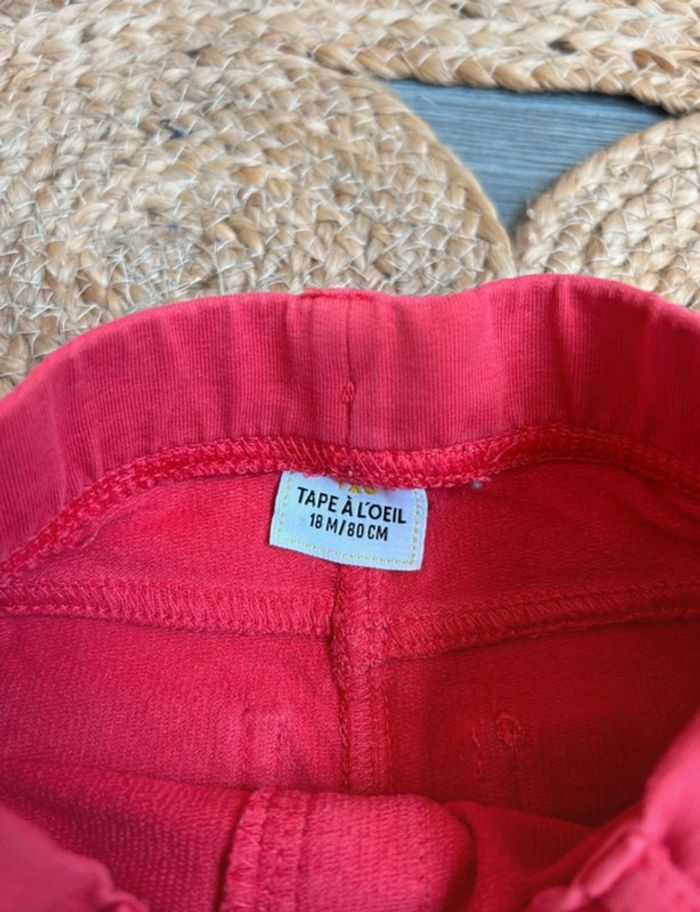 TAPE À L'OEIL
18 M/80 CM